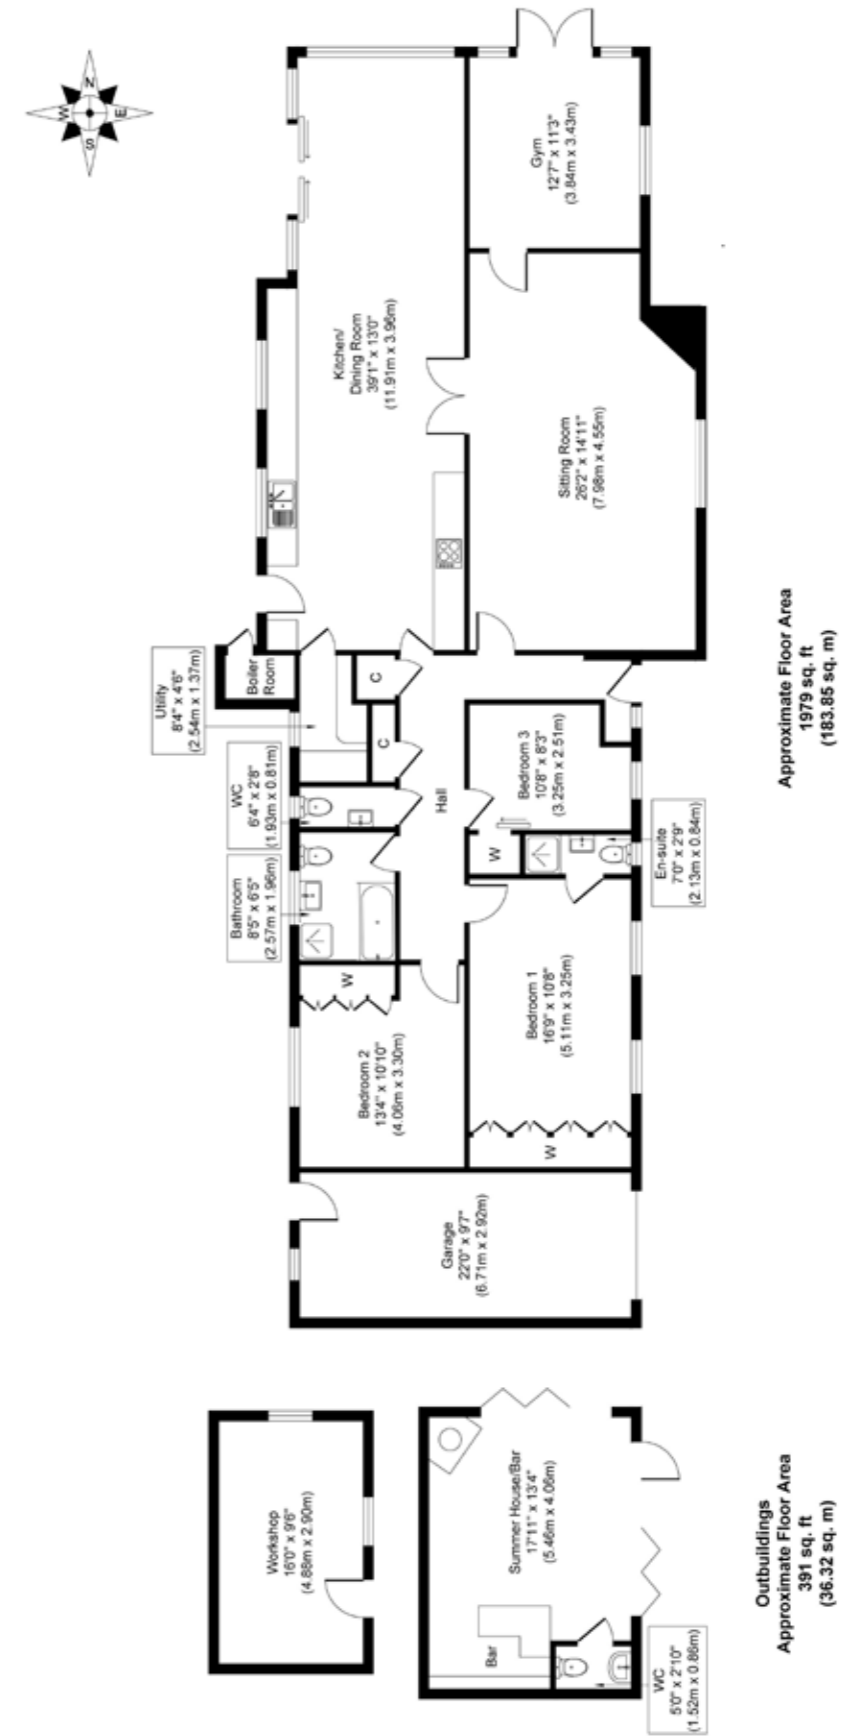 N
W
E
S
Gym
12'7" x 11'3"
(3.84m x 3.43m)
Kitchen/
Dining Room
39'1" x 13'0"
(11.91m x 3.96m)
Sitting Room
26'2" x 14'11"
(7.98m x 4.55m)
Boiler
Room
Utility
8'4" x 4'6"
(2.54m x 1.37m)
C
C
WC
6'4" x 2'8"
(1.93m x 0.81m)
Hall
Bedroom 3
10'8" x 8'3"
(3.25m x 2.51m)
W
Bathroom
8'5" x 6'5"
(2.57m x 1.96m)
En-suite
7'0" x 2'9"
(2.13m x 0.84m)
W
Bedroom 2
13'4" x 10'10"
(4.06m x 3.30m)
Bedroom 1
16'9" x 10'8"
(5.11m x 3.25m)
W
Garage
22'0" x 9'7"
(6.71m x 2.92m)
Approximate Floor Area
1979 sq. ft
(183.85 sq. m)
Workshop
16'0" x 9'6"
(4.88m x 2.90m)
Summer House/Bar
17'11" x 13'4"
(5.46m x 4.06m)
Bar
WC
5'0" x 2'10"
(1.52m x 0.86m)
Outbuildings
Approximate Floor Area
391 sq. ft
(36.32 sq. m)